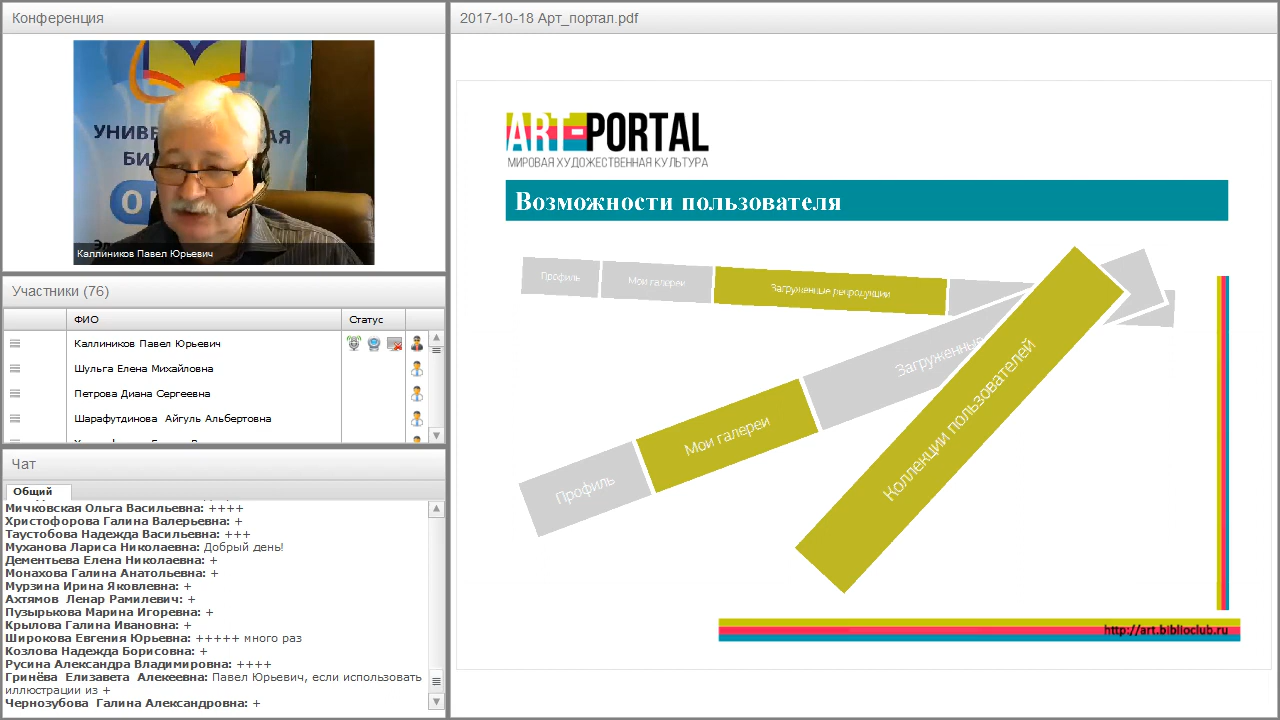 Конференция
УНИВЕ
АЯ
БИ
О
Эл
Каллиников Павел Юрьевич
Участники (76)
ФИО
Статус
Каллиников Павел Юрьевич
Шульга Елена Михайловна
Петрова Диана Сергеевна
Шарафутдинова Айгуль Альбертовна
Чат
Общий
Мичковская Ольга Васильевна: ++++
Христофорова Галина Валерьевна: +
Таустобова Надежда Васильевна: +++
Муханова Лариса Николаевна: Добрый день!
Дементьева Елена Николаевна: +
Монахова Галина Анатольевна: +
Мурзина Ирина Яковлевна: +
Ахтямов Ленар Рамилевич: +
Пузырькова Марина Игоревна: +
Крылова Галина Ивановна: +
Широкова Евгения Юрьевна: +++++ много раз
Козлова Надежда Борисовна: +
Русина Александра Владимировна: ++++
Гринёва Елизавета Алекеевна: Павел Юрьевич, если использовать
иллюстрации из +
Чернозубова Галина Александровна: +
2017-10-18 Арт_портал.pdf
ART-PORTAL
МИРОВАЯ ХУДОЖЕСТВЕННАЯ КУЛЬТУРА
Возможности пользователя
Профиль
Мои галереи
Загруженные репродукции
Профиль
Мои галереи
Загруженные
Коллекции пользователей
http://art.biblioclub.ru